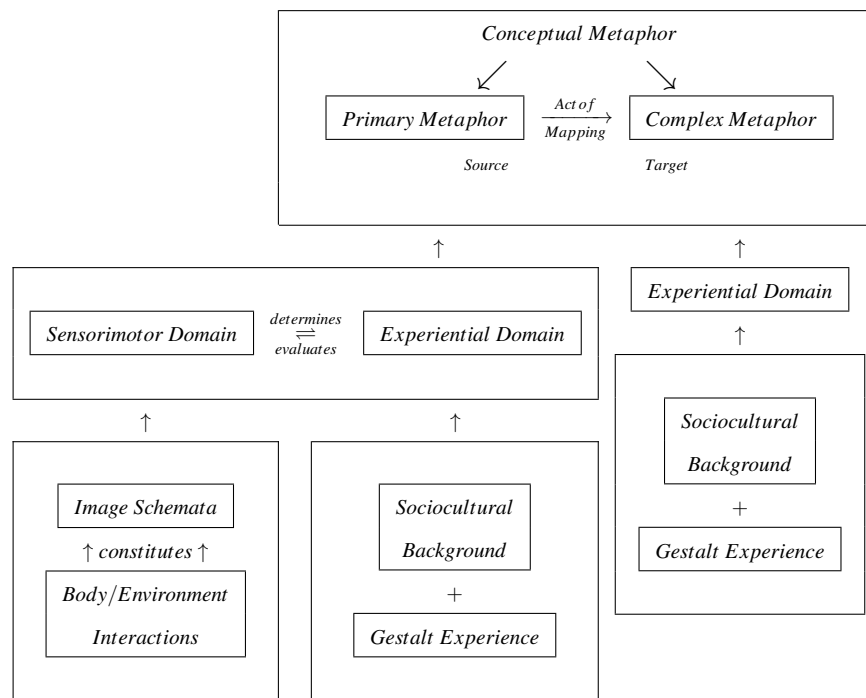 Conceptual Metaphor
↙ ↘
Primary Metaphor Act of Mapping → Complex Metaphor
Source Target
↑ ↑
Experiential Domain
Sensorimotor Domain determines ⇌ evaluates Experiential Domain
↑
Sociocultural
Background
+
Gestalt Experience
↑ ↑
Image Schemata
↑ constitutes ↑
Body/Environment
Interactions
Sociocultural
Background
+
Gestalt Experience